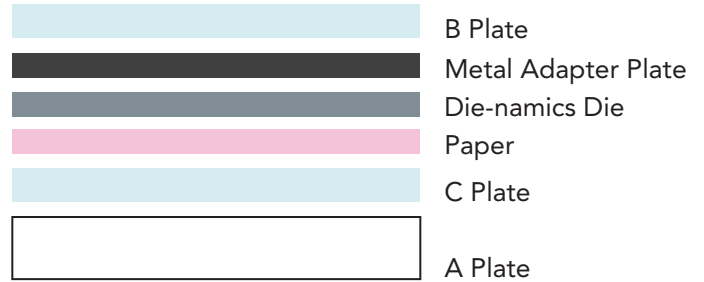 B Plate
Metal Adapter Plate
Die-namics Die
Paper
C Plate
A Plate